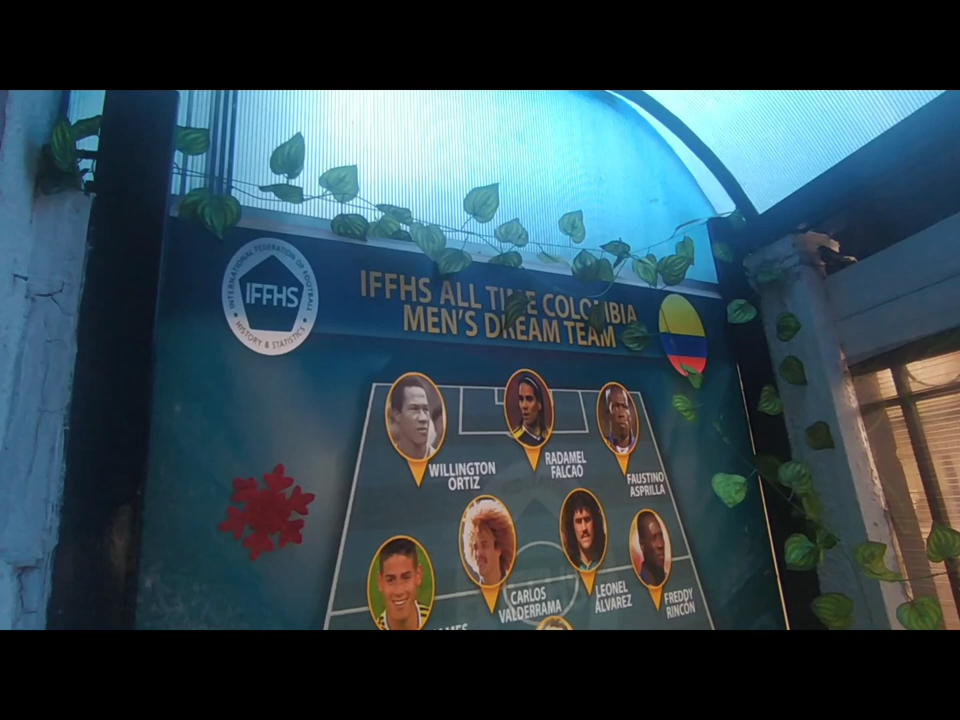 INTERNATIONAL FEDERATION OF FOOTBALL
IFFHS
HISTORY & STATISTICS
IFFHS ALL TIME COLOMBIA
MEN'S DREAM TEAM
WILLINGTON
ORTIZ
RADAMEL
FALCAO
FAUSTINO
ASPRILLA
CARLOS
VALDERRAMA
LEONEL
ÁLVAREZ
FREDDY
RINCÓN